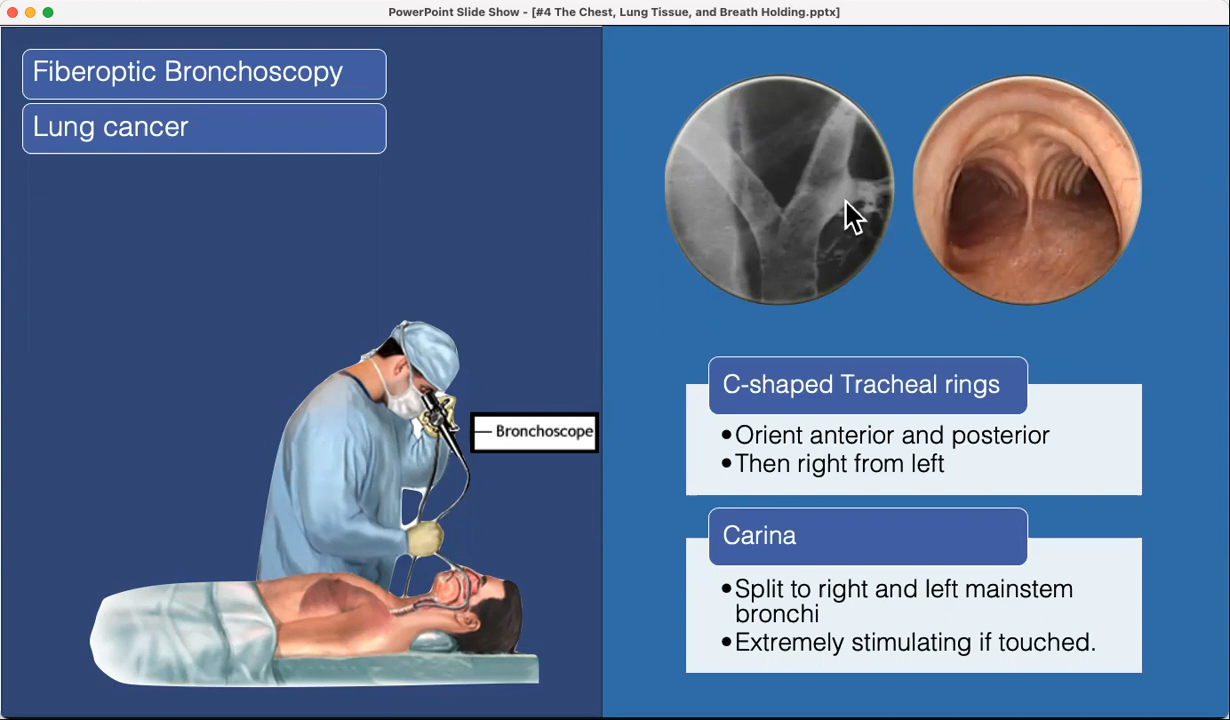 PowerPoint Slide Show - [#4 The Chest, Lung Tissue, and Breath Holding.pptx]
Fiberoptic Bronchoscopy
Lung cancer
Bronchoscope
C-shaped Tracheal rings
•Orient anterior and posterior
•Then right from left
Carina
•Split to right and left mainstem
bronchi
•Extremely stimulating if touched.